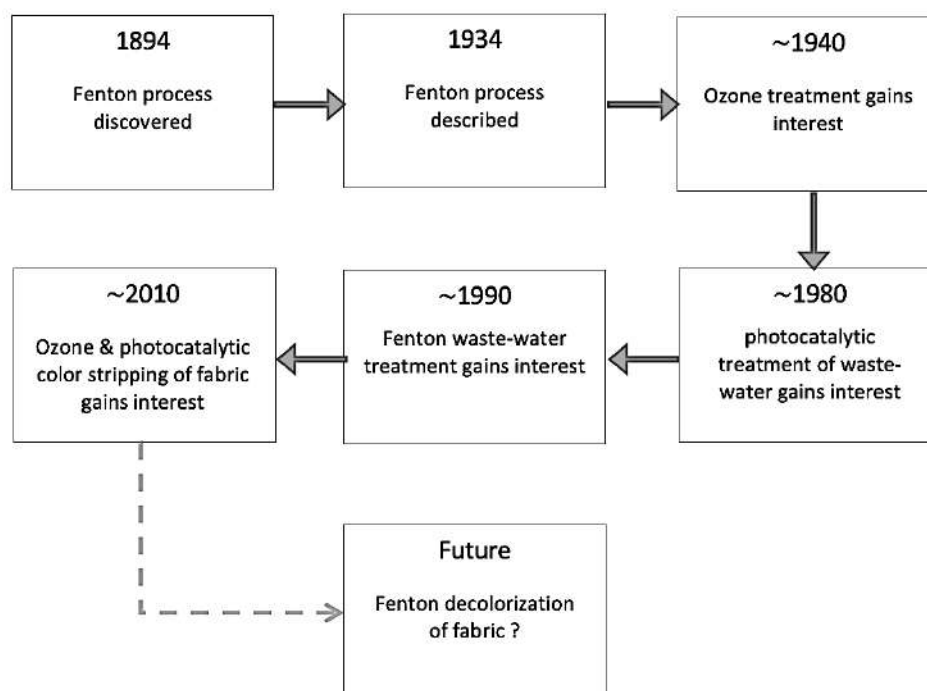 1894
Fenton process
discovered
1934
Fenton process
described
~1940
Ozone treatment gains
interest
~1980
photocatalytic
treatment of waste-
water gains interest
~1990
Fenton waste-water
treatment gains interest
~2010
Ozone & photocatalytic
color stripping of fabric
gains interest
Future
Fenton decolorization
of fabric ?